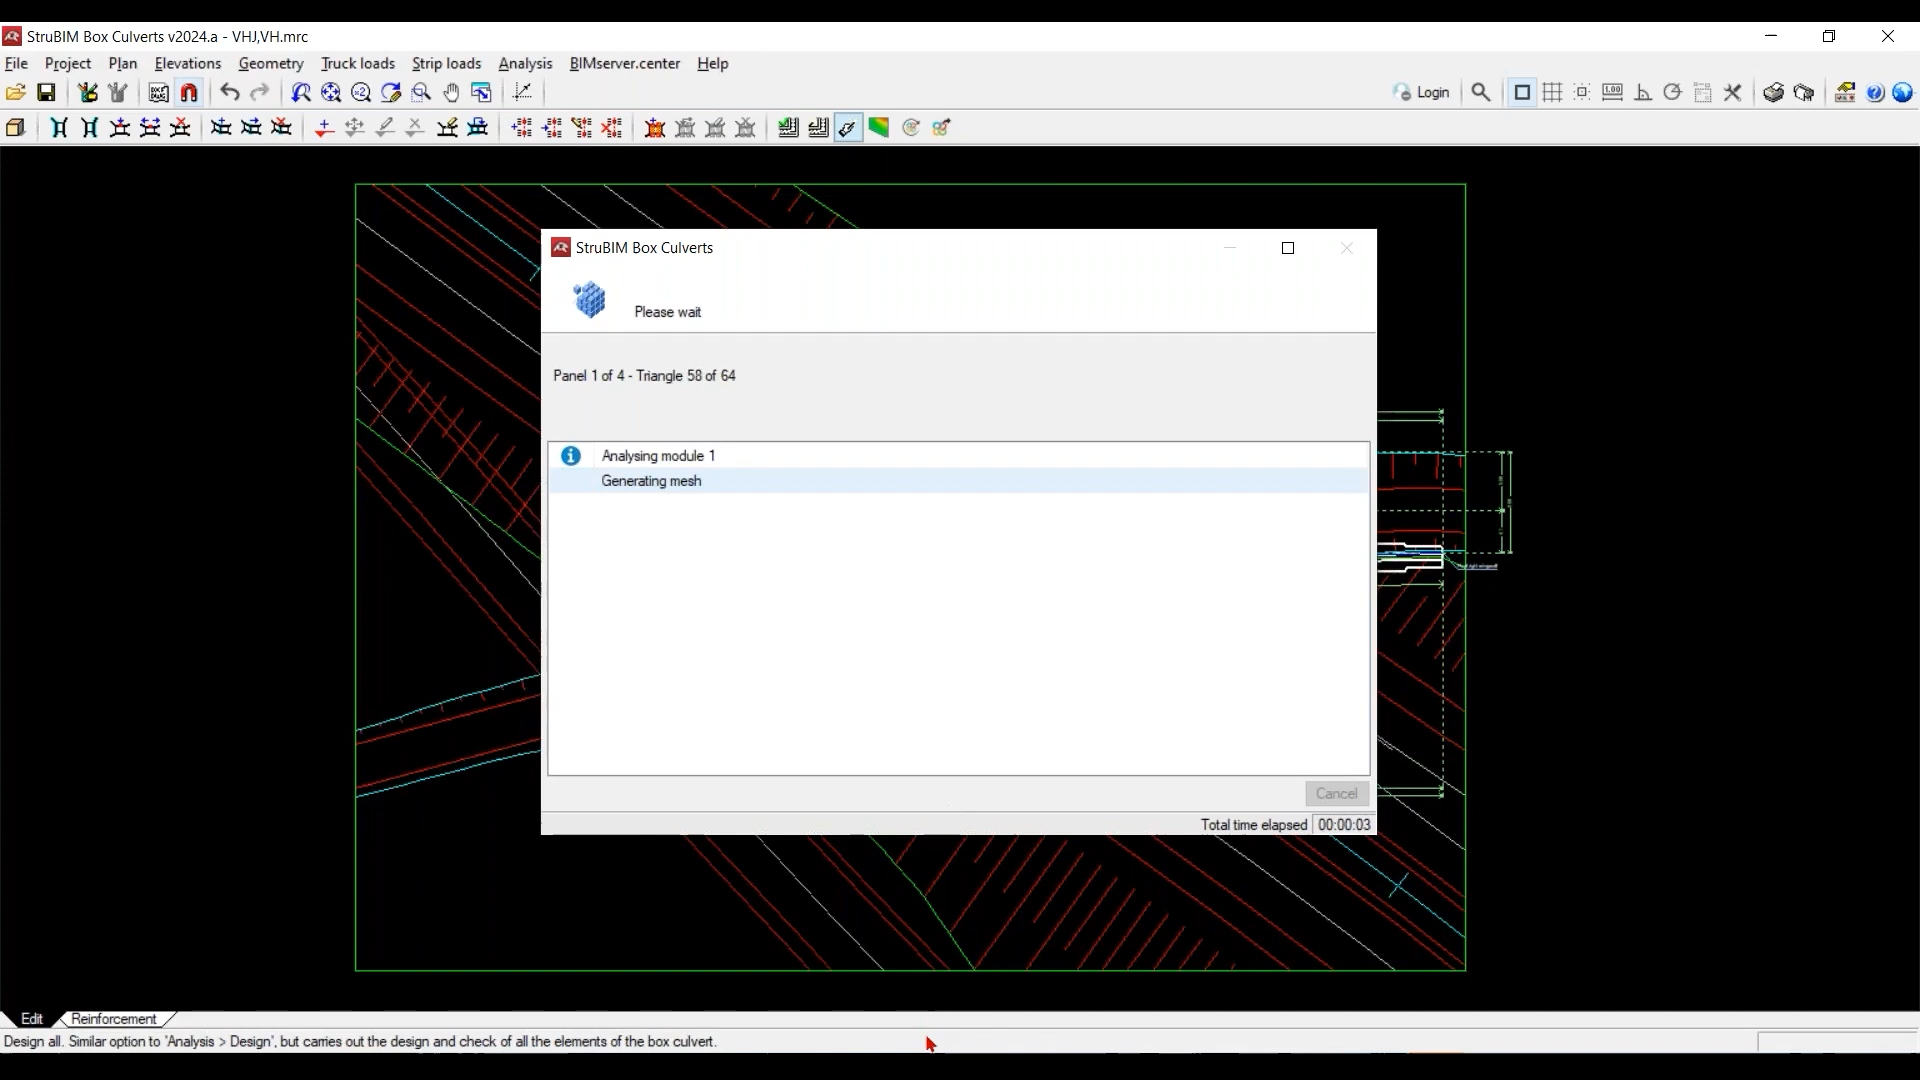 StruBIM Box Culverts v2024.a - VHJ,VH.mrc
File Project Plan Elevations Geometry Truck loads Strip loads Analysis BIMserver.center Help
Login
StruBIM Box Culverts
Please wait
Panel 1 of 4 - Triangle 58 of 64
Analysing module 1
Generating mesh
Cancel
Total time elapsed 00:00:03
Edit Reinforcement
Design all. Similar option to 'Analysis > Design', but carries out the design and check of all the elements of the box culvert.